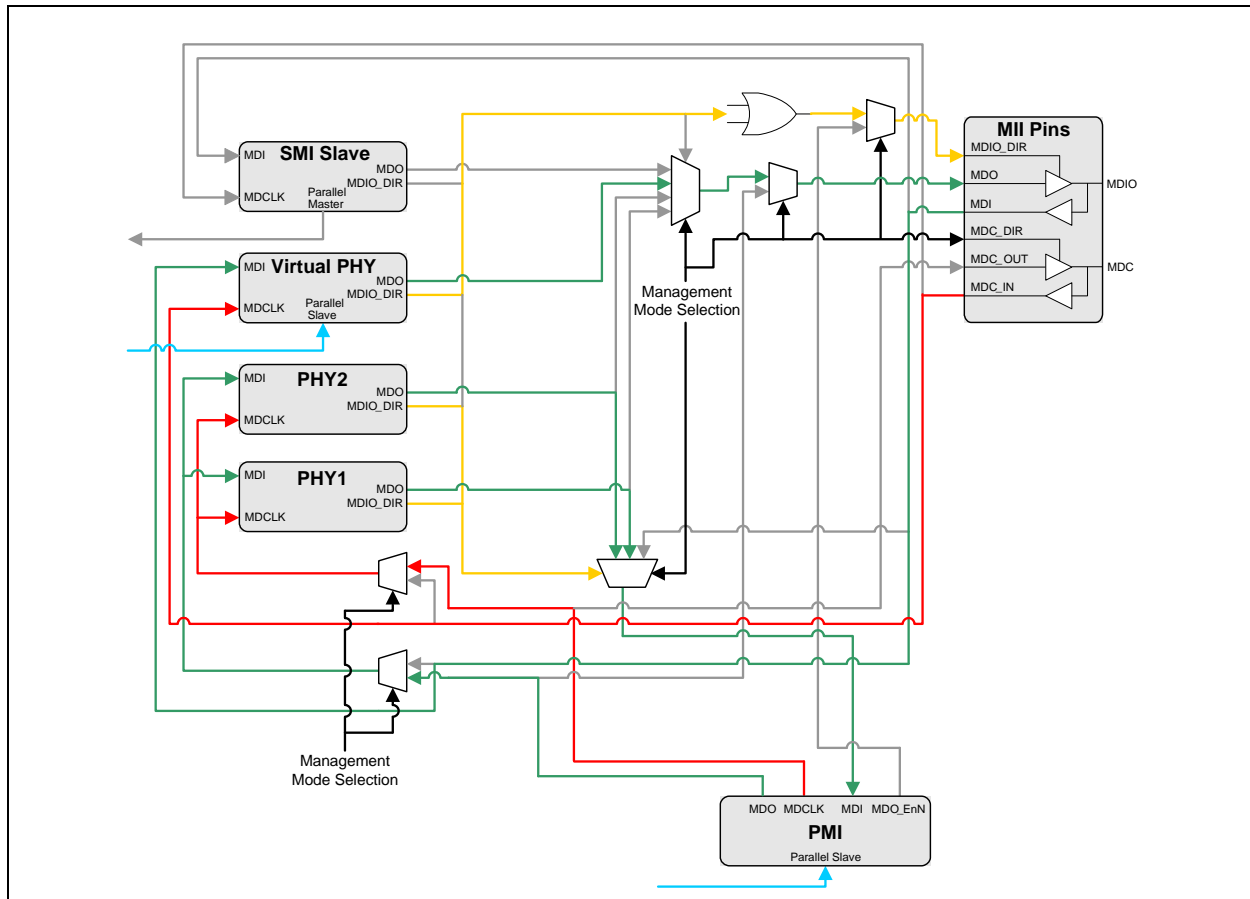 SMI Slave
MDI
MDCLK
MDO
MDIO_DIR
Parallel
Master
Virtual PHY
MDI
MDCLK
MDO
MDIO_DIR
Parallel
Slave
PHY2
MDI
MDCLK
MDO
MDIO_DIR
PHY1
MDI
MDCLK
MDO
MDIO_DIR
MII Pins
MDIO_DIR
MDO
MDI
MDC_DIR
MDC_OUT
MDC_IN
MDIO
MDC
Management
Mode Selection
Management
Mode Selection
MDO
MDCLK
MDI
MDO_EnN
PMI
Parallel Slave